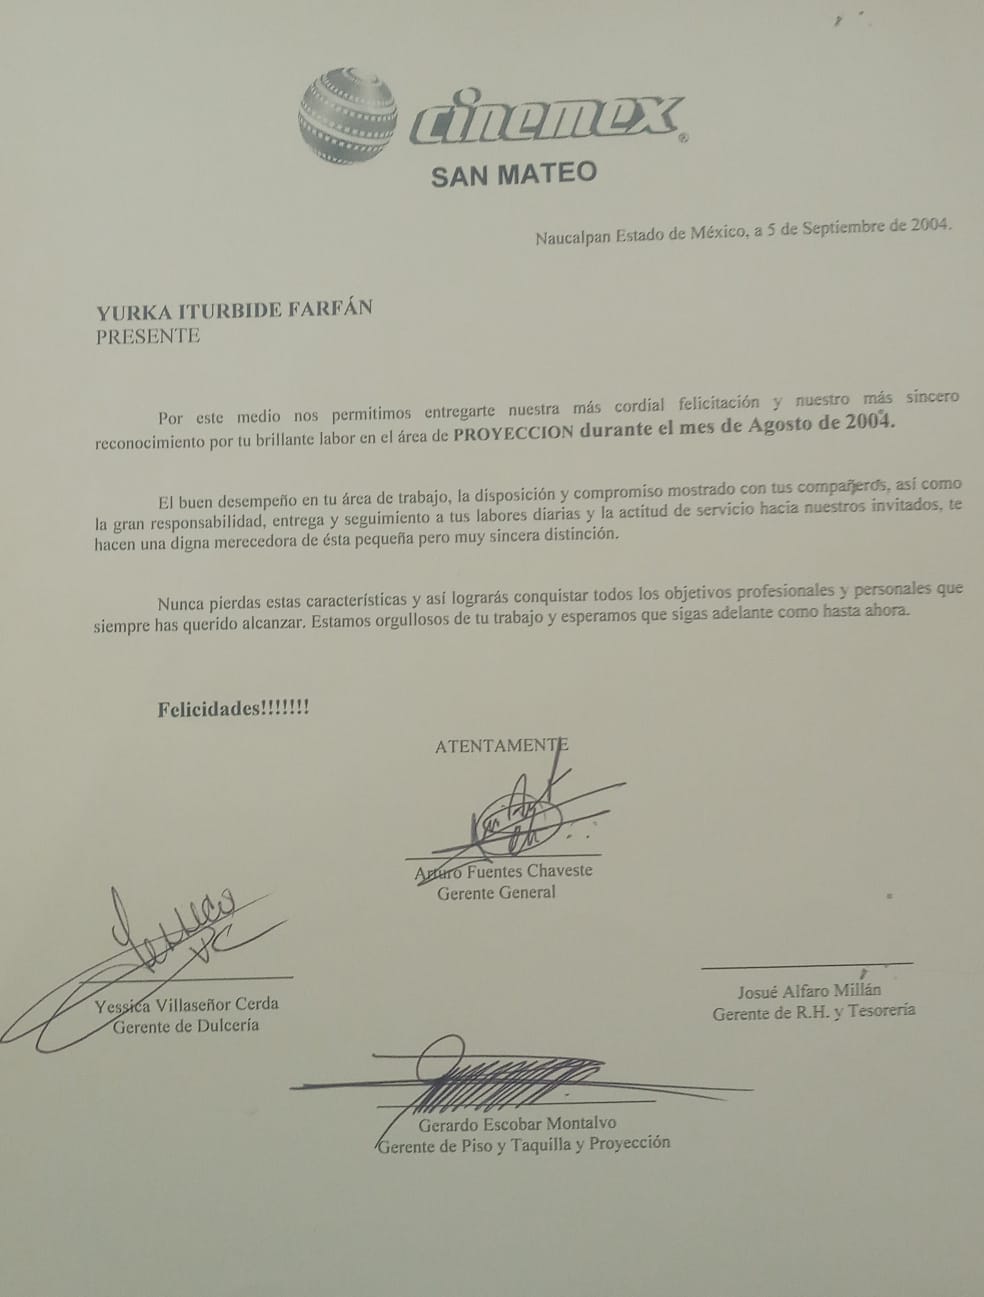 cinemex®
SAN MATEO
Naucalpan Estado de México, a 5 de Septiembre de 2004.
YURKA ITURBIDE FARFÁN
PRESENTE
Por este medio nos permitimos entregarte nuestra más cordial felicitación y nuestro más sincero
reconocimiento por tu brillante labor en el área de PROYECCION durante el mes de Agosto de 2004.
El buen desempeño en tu área de trabajo, la disposición y compromiso mostrado con tus compañeros, así como
la gran responsabilidad, entrega y seguimiento a tus labores diarias y la actitud de servicio hacia nuestros invitados, te
hacen una digna merecedora de ésta pequeña pero muy sincera distinción.
Nunca pierdas estas características y así lograrás conquistar todos los objetivos profesionales y personales que
siempre has querido alcanzar. Estamos orgullosos de tu trabajo y esperamos que sigas adelante como hasta ahora.
Felicidades!!!!!!!
ATENTAMENTE
Arturo Fuentes Chaveste
Gerente General
Yessica Villaseñor Cerda
Gerente de Dulcería
Josué Alfaro Millán
Gerente de R.H. y Tesorería
Gerardo Escobar Montalvo
Gerente de Piso y Taquilla y Proyección